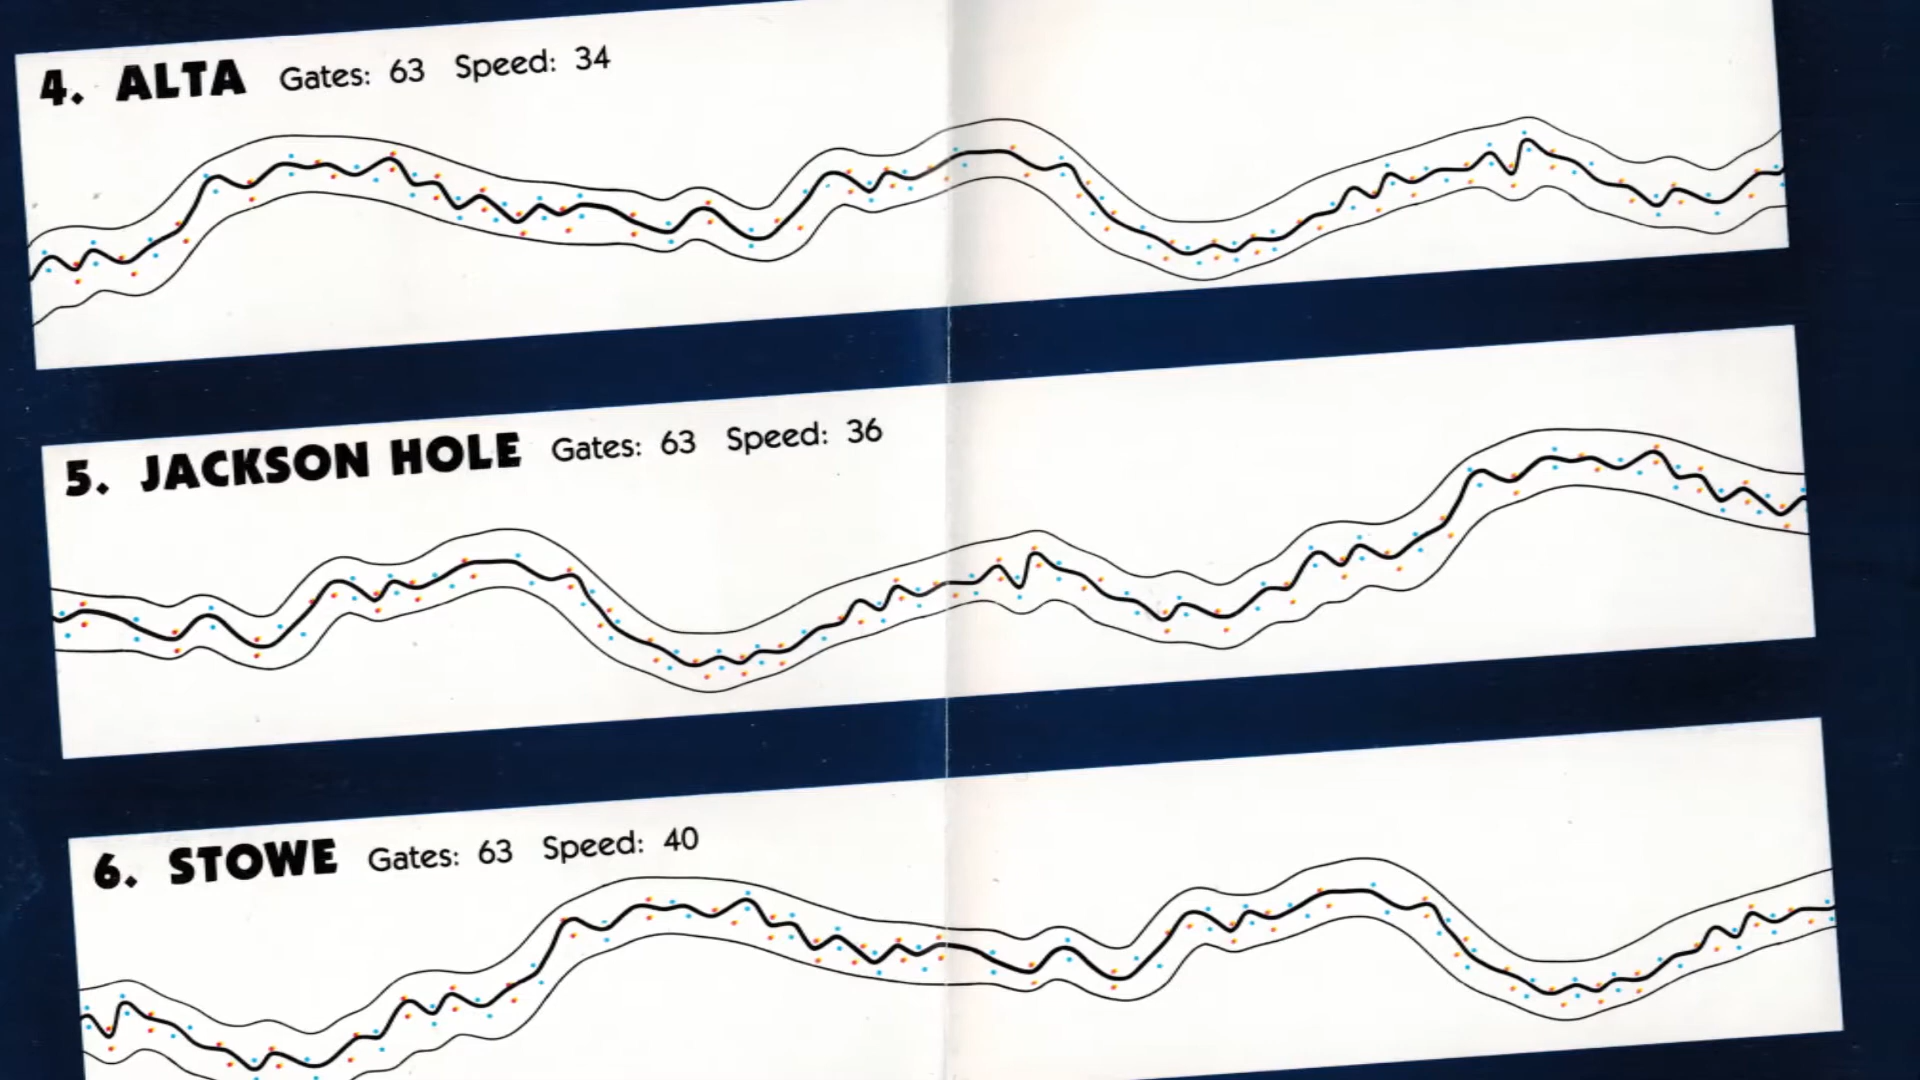 4. ALTA Gates: 63 Speed: 34
5. JACKSON HOLE Gates: 63 Speed: 36
6. STOWE Gates: 63 Speed: 40